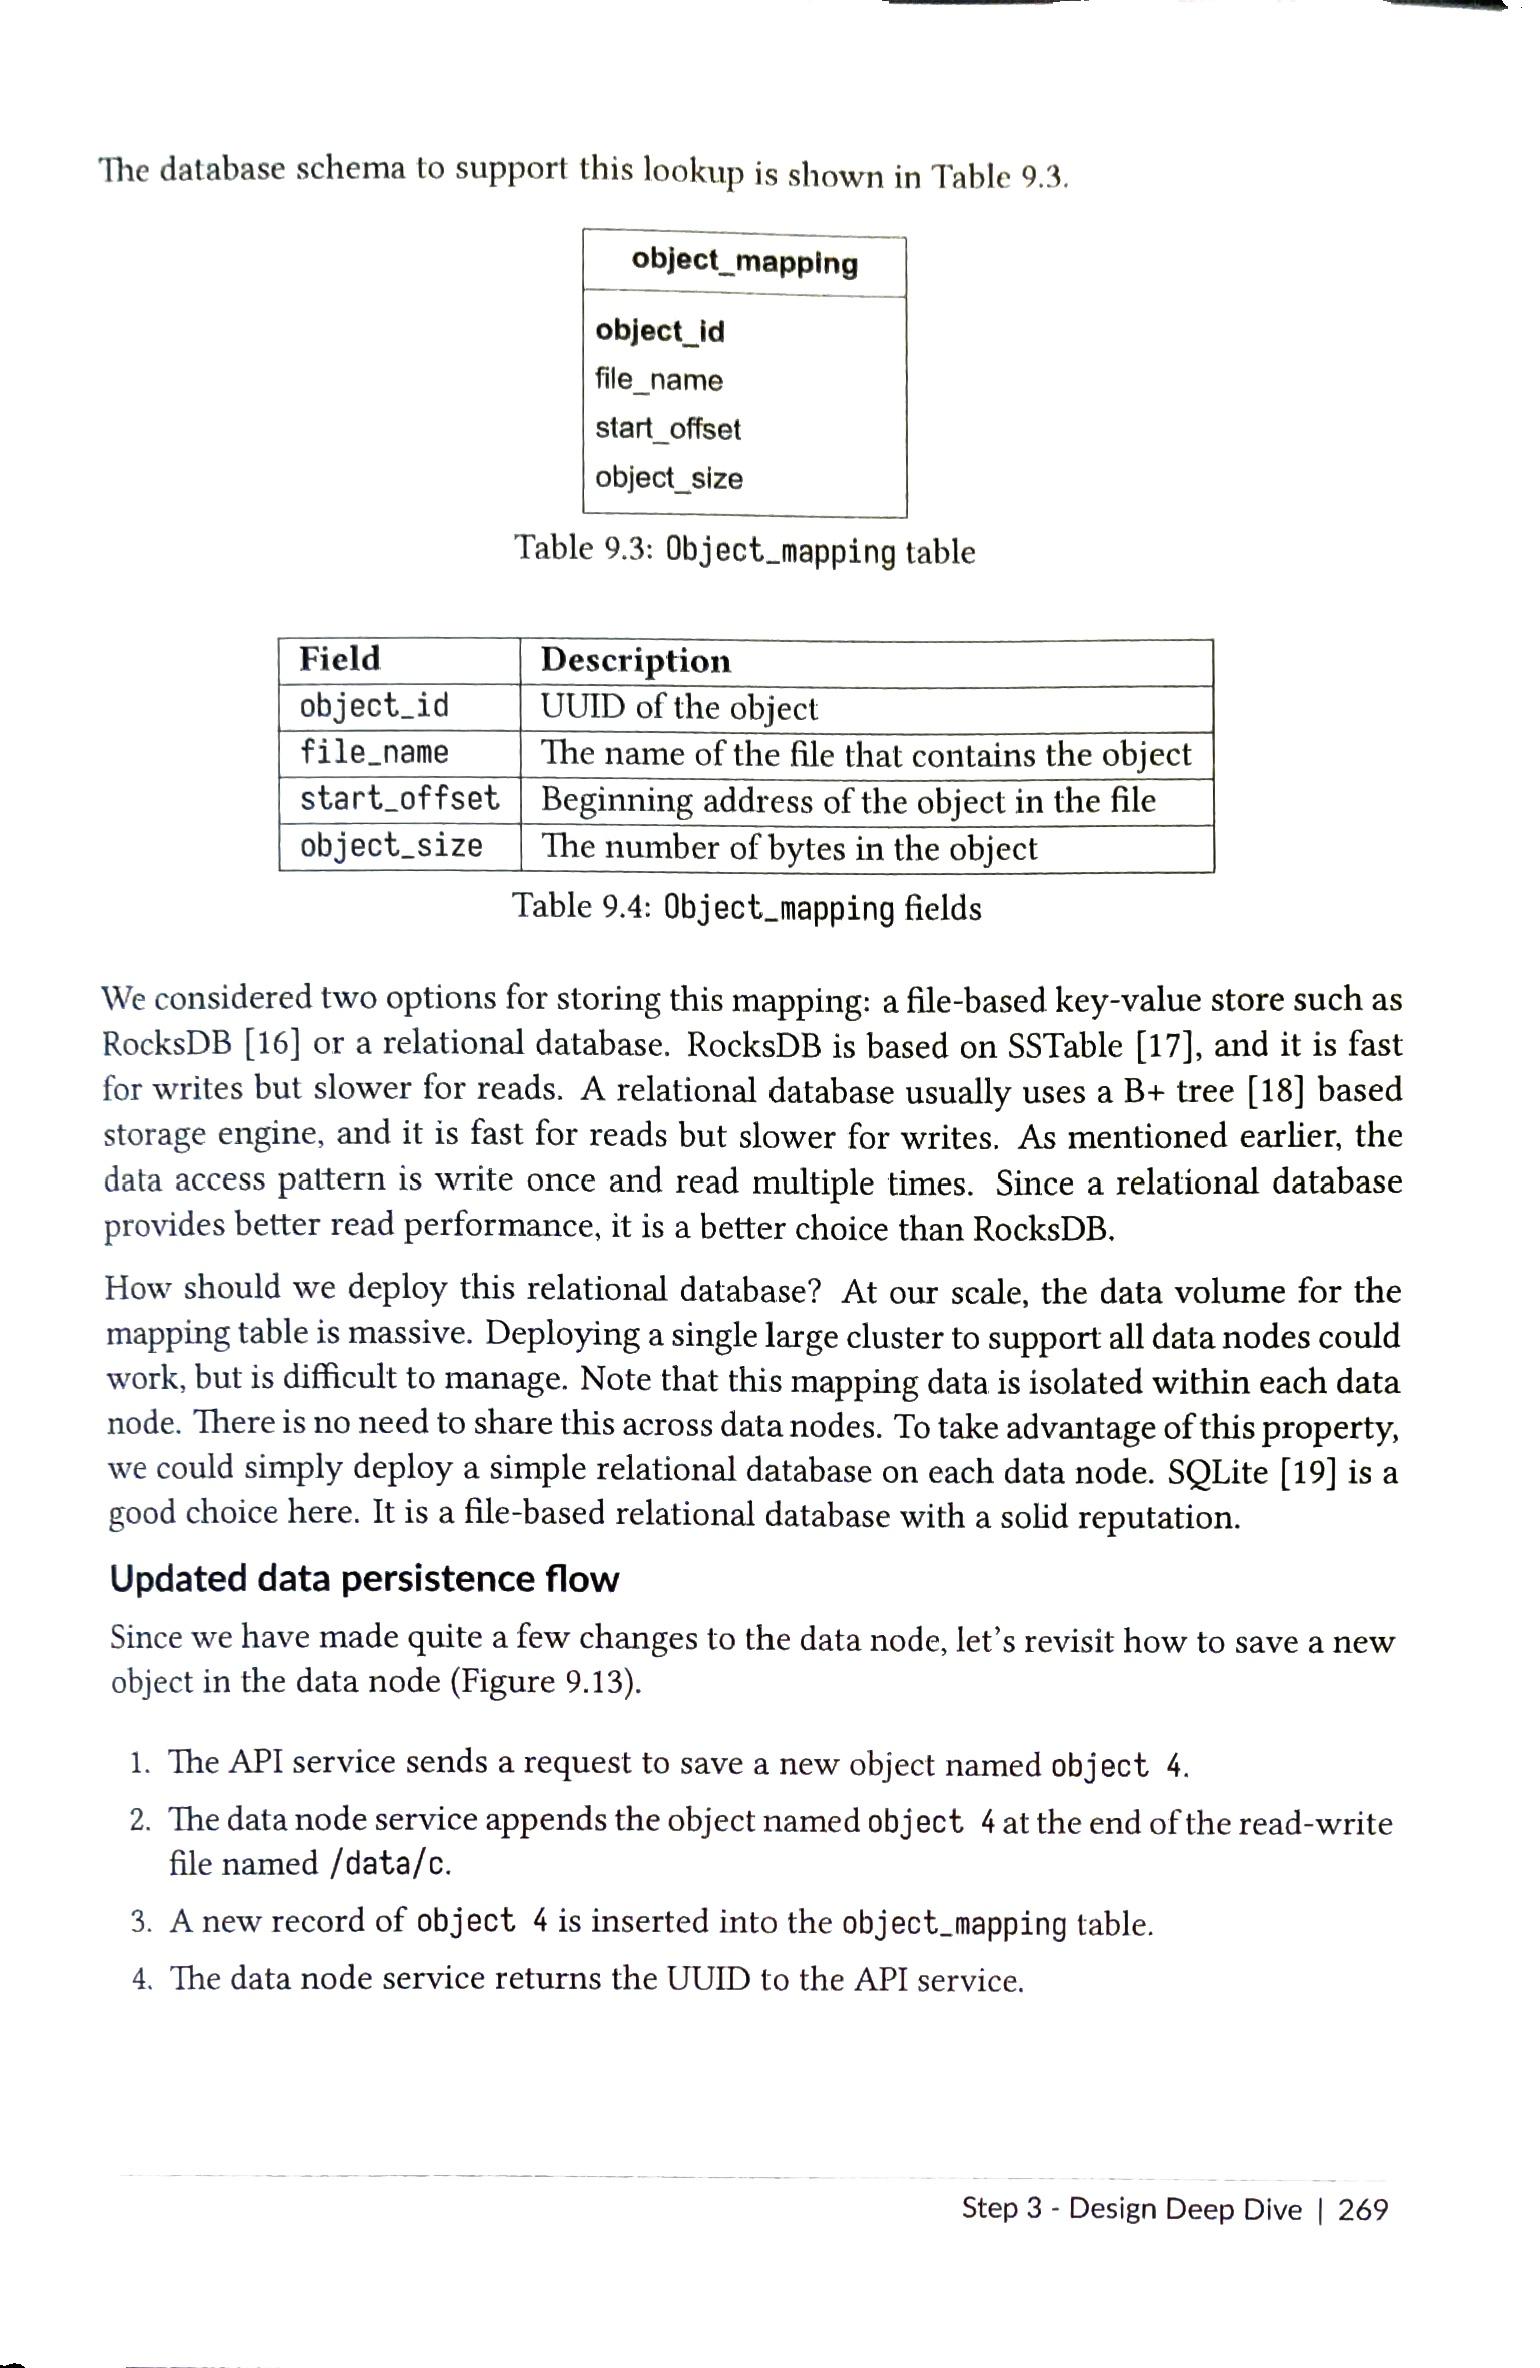 The database schema to support this lookup is shown in Table 9.3.
object_mapping
object_id
file_name
start_offset
object_size
Table 9.3: Object_mapping table
Field Description
object_id UUID of the object
file_name The name of the file that contains the object
start_offset Beginning address of the object in the file
object_size The number of bytes in the object
Table 9.4: Object_mapping fields
We considered two options for storing this mapping: a file-based key-value store such as
RocksDB [16] or a relational database. RocksDB is based on SSTable [17], and it is fast
for writes but slower for reads. A relational database usually uses a B+ tree [18] based
storage engine, and it is fast for reads but slower for writes. As mentioned earlier, the
data access pattern is write once and read multiple times. Since a relational database
provides better read performance, it is a better choice than RocksDB.
How should we deploy this relational database? At our scale, the data volume for the
mapping table is massive. Deploying a single large cluster to support all data nodes could
work, but is difficult to manage. Note that this mapping data is isolated within each data
node. There is no need to share this across data nodes. To take advantage of this property,
we could simply deploy a simple relational database on each data node. SQLite [19] is a
good choice here. It is a file-based relational database with a solid reputation.
Updated data persistence flow
Since we have made quite a few changes to the data node, let's revisit how to save a new
object in the data node (Figure 9.13).
1. The API service sends a request to save a new object named object 4.
2. The data node service appends the object named object 4 at the end of the read-write
file named /data/c.
3. A new record of object 4 is inserted into the object_mapping table.
4. The data node service returns the UUID to the API service.
Step 3 - Design Deep Dive | 269